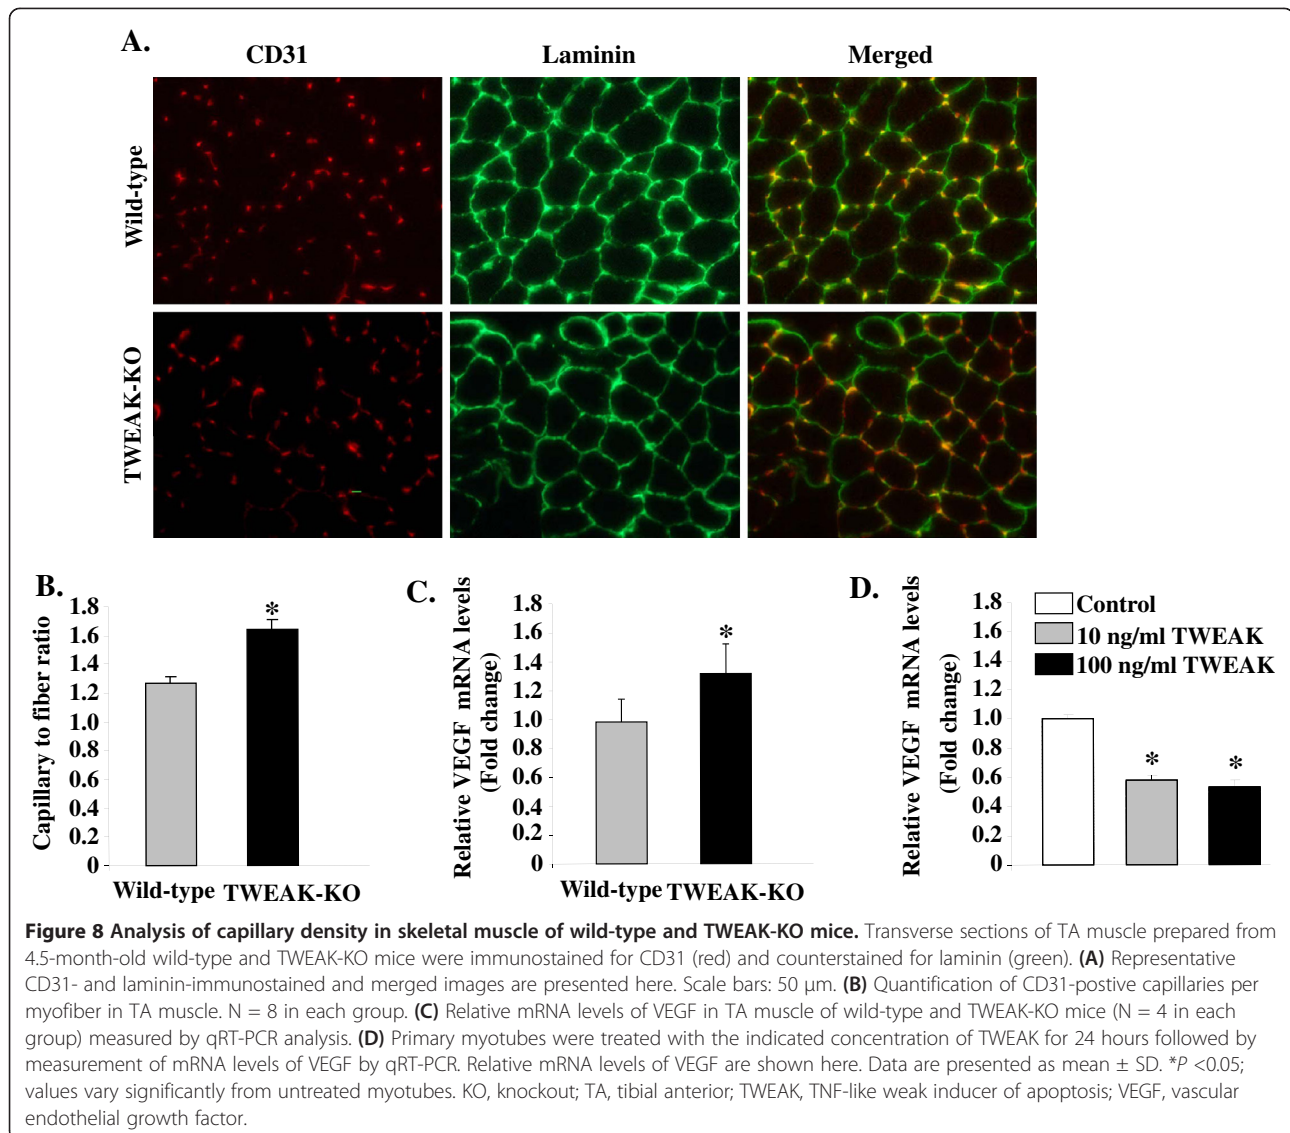 A.
CD31 Laminin Merged
Wild-type
TWEAK-KO
B.
Capillary to fiber ratio
1.8
1.6
1.4
1.2
1.0
0.8
0.6
0.4
0.2
0
*
Wild-type TWEAK-KO
C.
Relative VEGF mRNA levels
(Fold change)
1.8
1.6
1.4
1.2
1.0
0.8
0.6
0.4
0.2
0
*
Wild-type TWEAK-KO
D.
Relative VEGF mRNA levels
(Fold change)
1.8
1.6
1.4
1.2
1.0
0.8
0.6
0.4
0.2
0
Control
10 ng/ml TWEAK
100 ng/ml TWEAK
* *
Figure 8 Analysis of capillary density in skeletal muscle of wild-type and TWEAK-KO mice. Transverse sections of TA muscle prepared from
4.5-month-old wild-type and TWEAK-KO mice were immunostained for CD31 (red) and counterstained for laminin (green). (A) Representative
CD31- and laminin-immunostained and merged images are presented here. Scale bars: 50 μm. (B) Quantification of CD31-postive capillaries per
myofiber in TA muscle. N = 8 in each group. (C) Relative mRNA levels of VEGF in TA muscle of wild-type and TWEAK-KO mice (N = 4 in each
group) measured by qRT-PCR analysis. (D) Primary myotubes were treated with the indicated concentration of TWEAK for 24 hours followed by
measurement of mRNA levels of VEGF by qRT-PCR. Relative mRNA levels of VEGF are shown here. Data are presented as mean ± SD. *P <0.05;
values vary significantly from untreated myotubes. KO, knockout; TA, tibial anterior; TWEAK, TNF-like weak inducer of apoptosis; VEGF, vascular
endothelial growth factor.